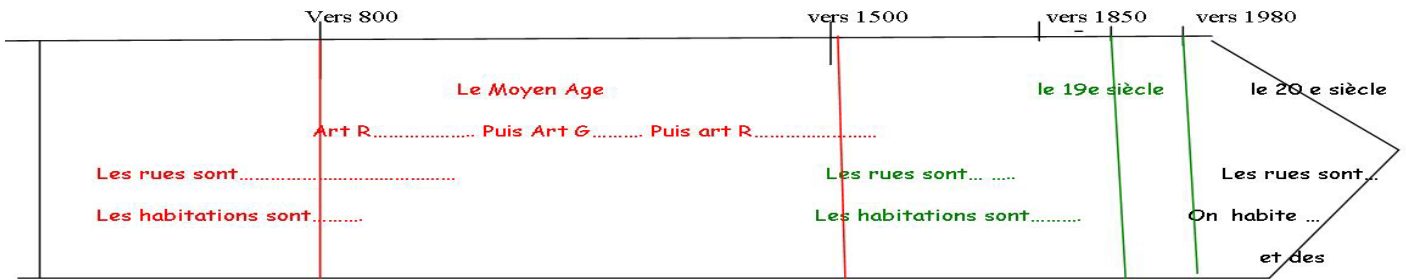 Vers 800 vers 1500 vers 1850 vers 1980
Le Moyen Age le 19e siècle le 20 e siècle
Art R.................. Puis Art G......... Puis art R......................
Les rues sont....................................... Les rues sont... ..... Les rues sont...
Les habitations sont......... Les habitations sont......... On habite ...
et des